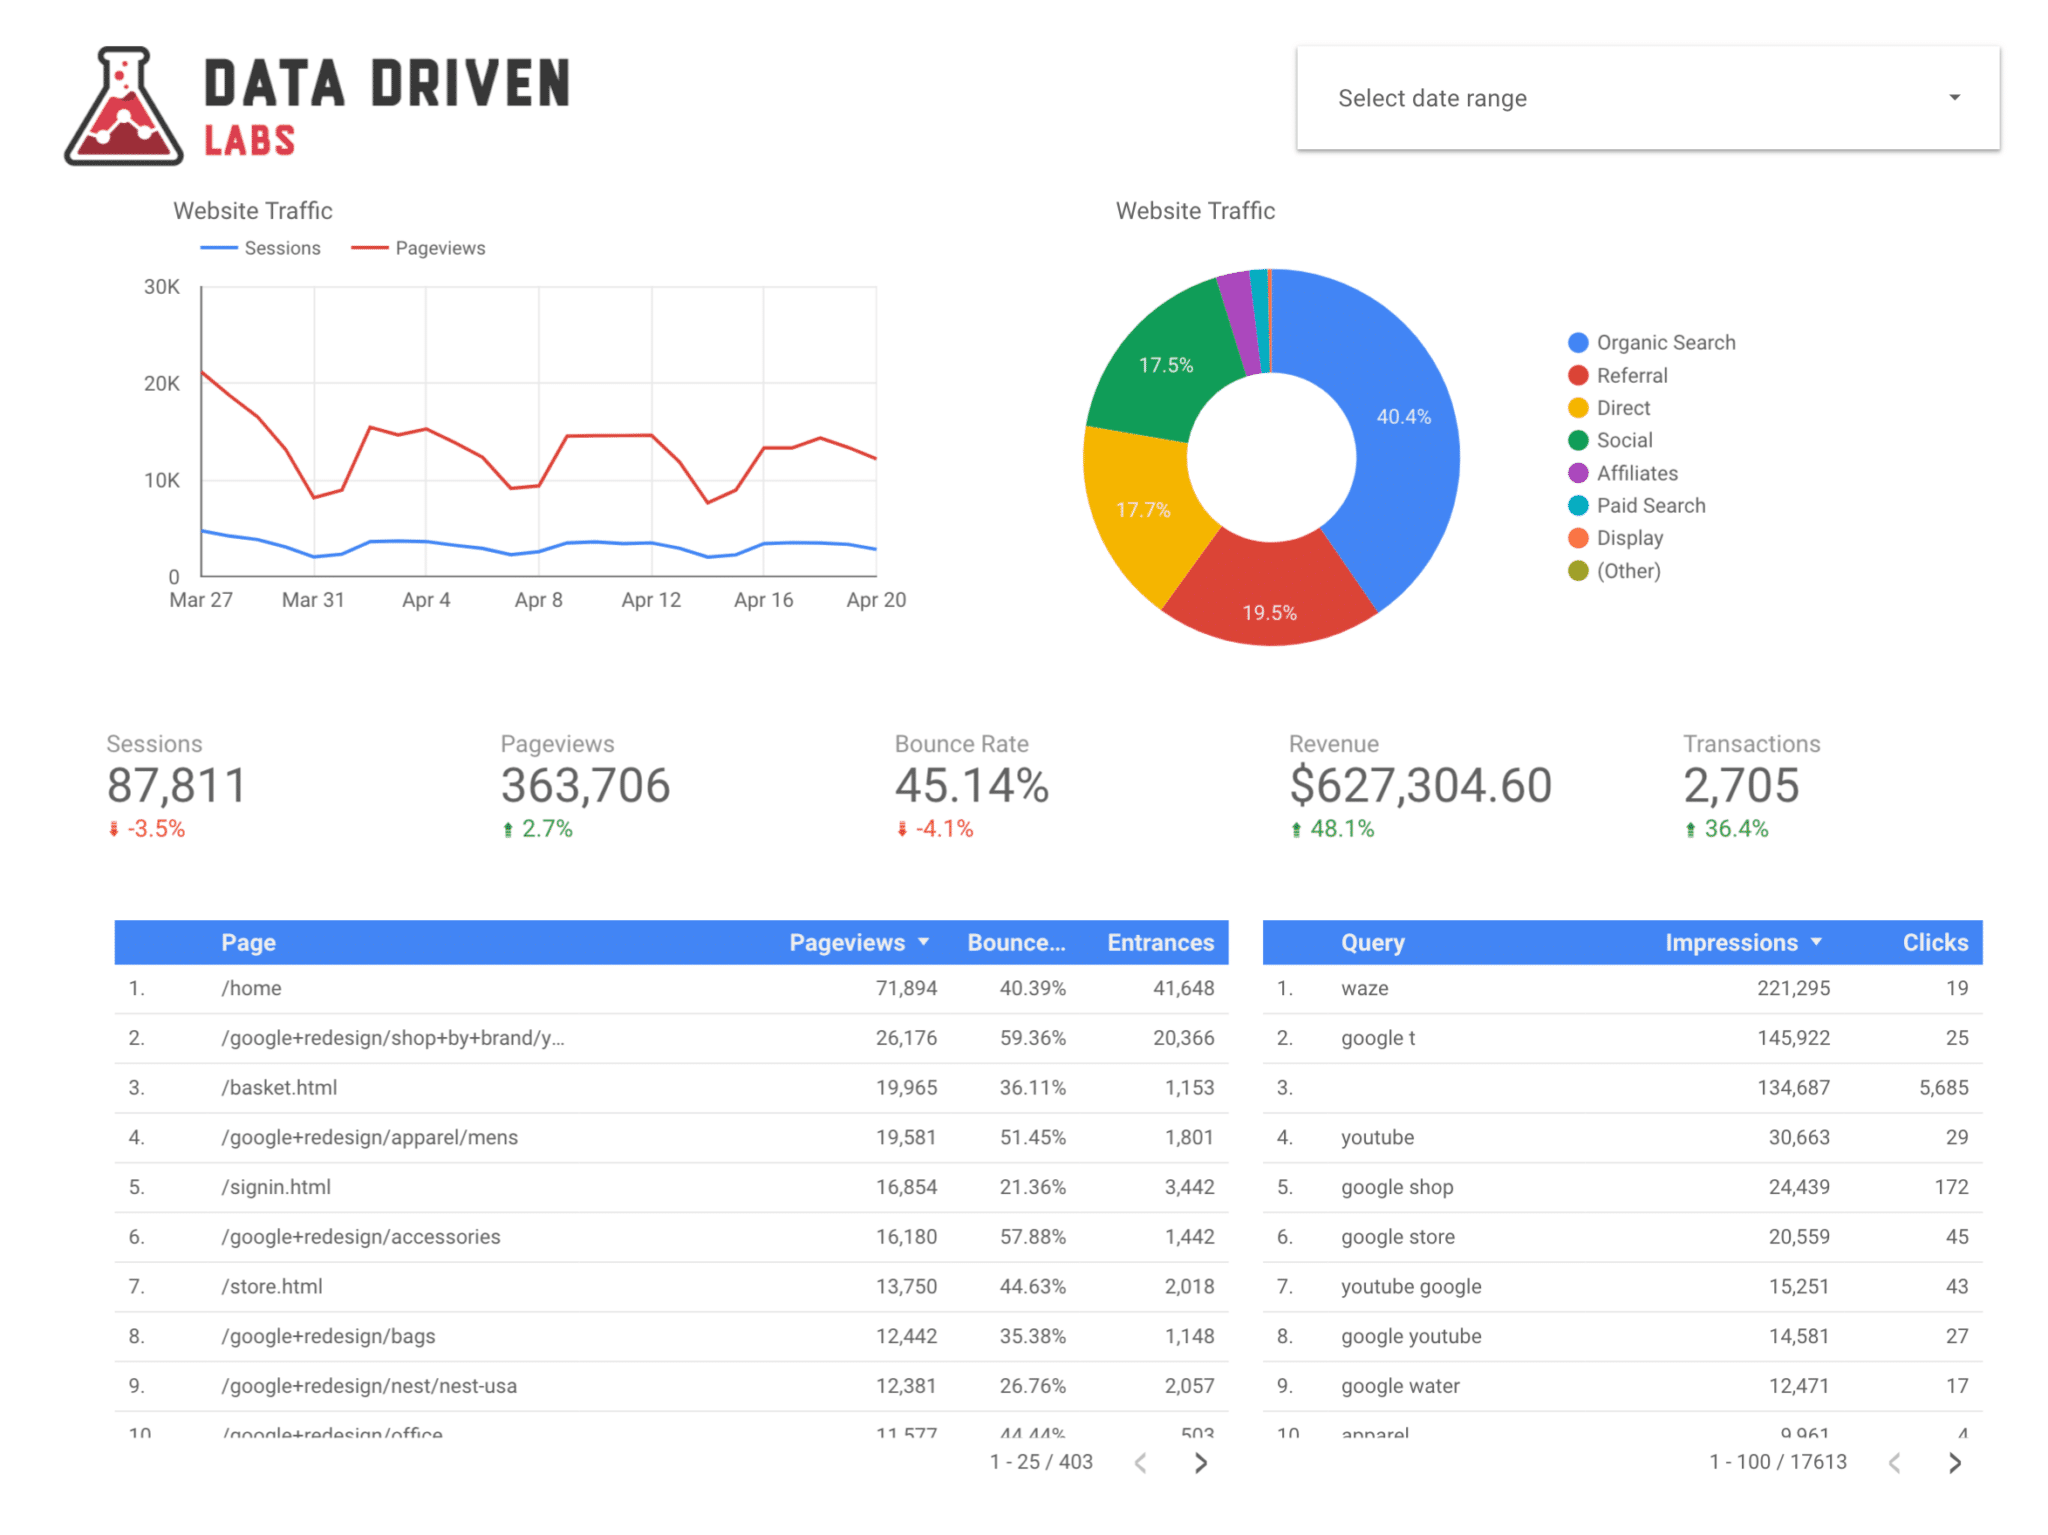 DATA DRIVEN
LABS
Select date range
Website Traffic
Sessions Pageviews
30K
20K
10K
0
Mar 27 Mar 31 Apr 4 Apr 8 Apr 12 Apr 16 Apr 20
Website Traffic
40.4%
19.5%
17.7%
17.5%
Organic Search
Referral
Direct
Social
Affiliates
Paid Search
Display
(Other)
Sessions
87,811
-3.5%
Pageviews
363,706
2.7%
Bounce Rate
45.14%
-4.1%
Revenue
$627,304.60
48.1%
Transactions
2,705
36.4%
Page Pageviews Bounce... Entrances
1. /home 71,894 40.39% 41,648
2. /google+redesign/shop+by+brand/y... 26,176 59.36% 20,366
3. /basket.html 19,965 36.11% 1,153
4. /google+redesign/apparel/mens 19,581 51.45% 1,801
5. /signin.html 16,854 21.36% 3,442
6. /google+redesign/accessories 16,180 57.88% 1,442
7. /store.html 13,750 44.63% 2,018
8. /google+redesign/bags 12,442 35.38% 1,148
9. /google+redesign/nest/nest-usa 12,381 26.76% 2,057
10. /google+redesign/office 11,577 44.44% 503
1 - 25 / 403
Query Impressions Clicks
1. waze 221,295 19
2. google t 145,922 25
3. 134,687 5,685
4. youtube 30,663 29
5. google shop 24,439 172
6. google store 20,559 45
7. youtube google 15,251 43
8. google youtube 14,581 27
9. google water 12,471 17
10. apparel 9,961 4
1 - 100 / 17613